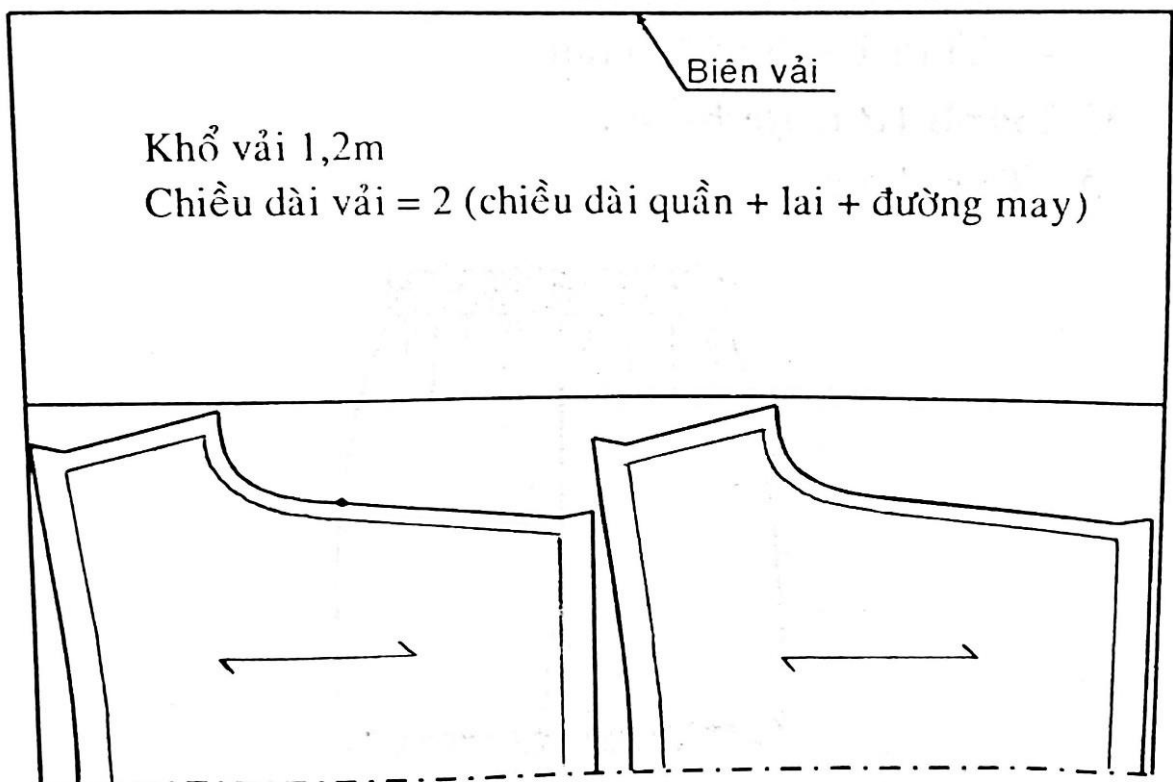 Biên vải
Khổ vải 1,2m
Chiều dài vải = 2 (chiều dài quần + lai + đường may)